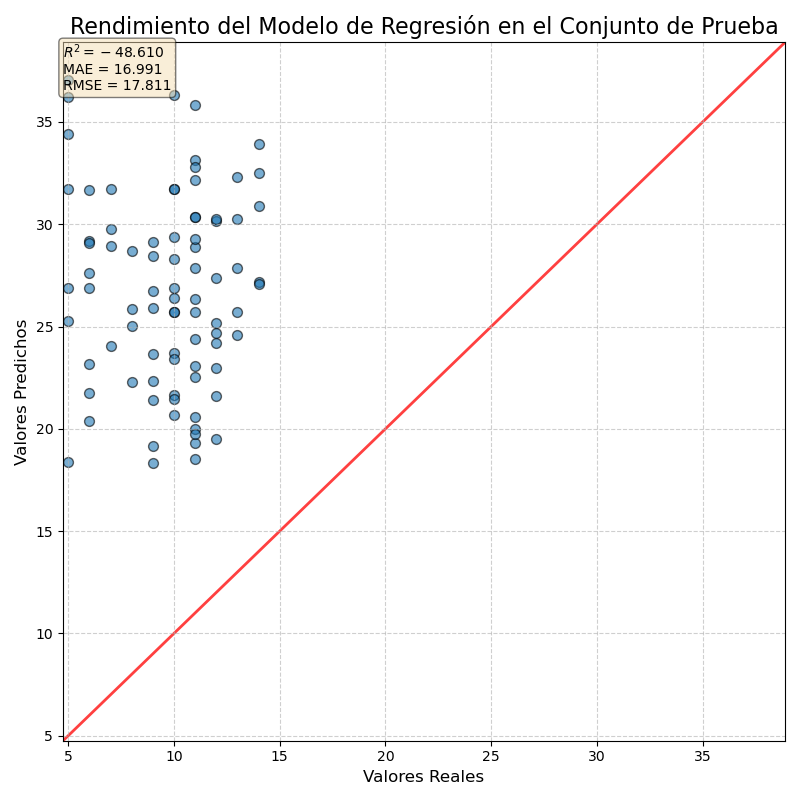 Rendimiento del Modelo de Regresión en el Conjunto de Prueba
R² = −48.610
MAE = 16.991
RMSE = 17.811
Valores Predichos
35
30
25
20
15
10
5
5 10 15 20 25 30 35
Valores Reales